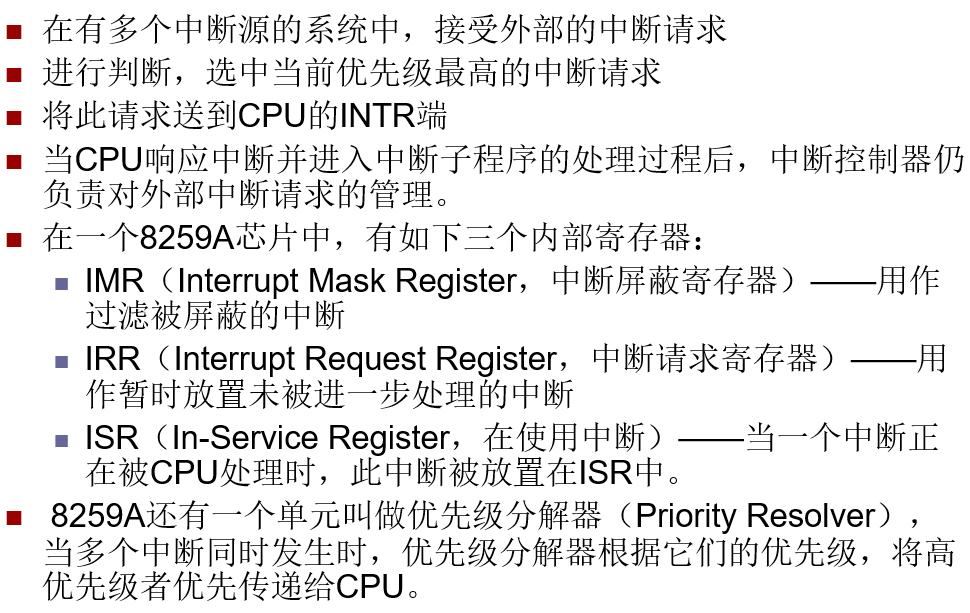 在有多个中断源的系统中，接受外部的中断请求
进行判断，选中当前优先级最高的中断请求
将此请求送到CPU的INTR端
当CPU响应中断并进入中断子程序的处理过程后，中断控制器仍
负责对外部中断请求的管理。
在一个8259A芯片中，有如下三个内部寄存器：
IMR（Interrupt Mask Register，中断屏蔽寄存器）——用作
过滤被屏蔽的中断
IRR（Interrupt Request Register，中断请求寄存器）——用
作暂时放置未被进一步处理的中断
ISR（In-Service Register，在使用中断）——当一个中断正
在被CPU处理时，此中断被放置在ISR中。
8259A还有一个单元叫做优先级分解器（Priority Resolver），
当多个中断同时发生时，优先级分解器根据它们的优先级，将高
优先级者优先传递给CPU。